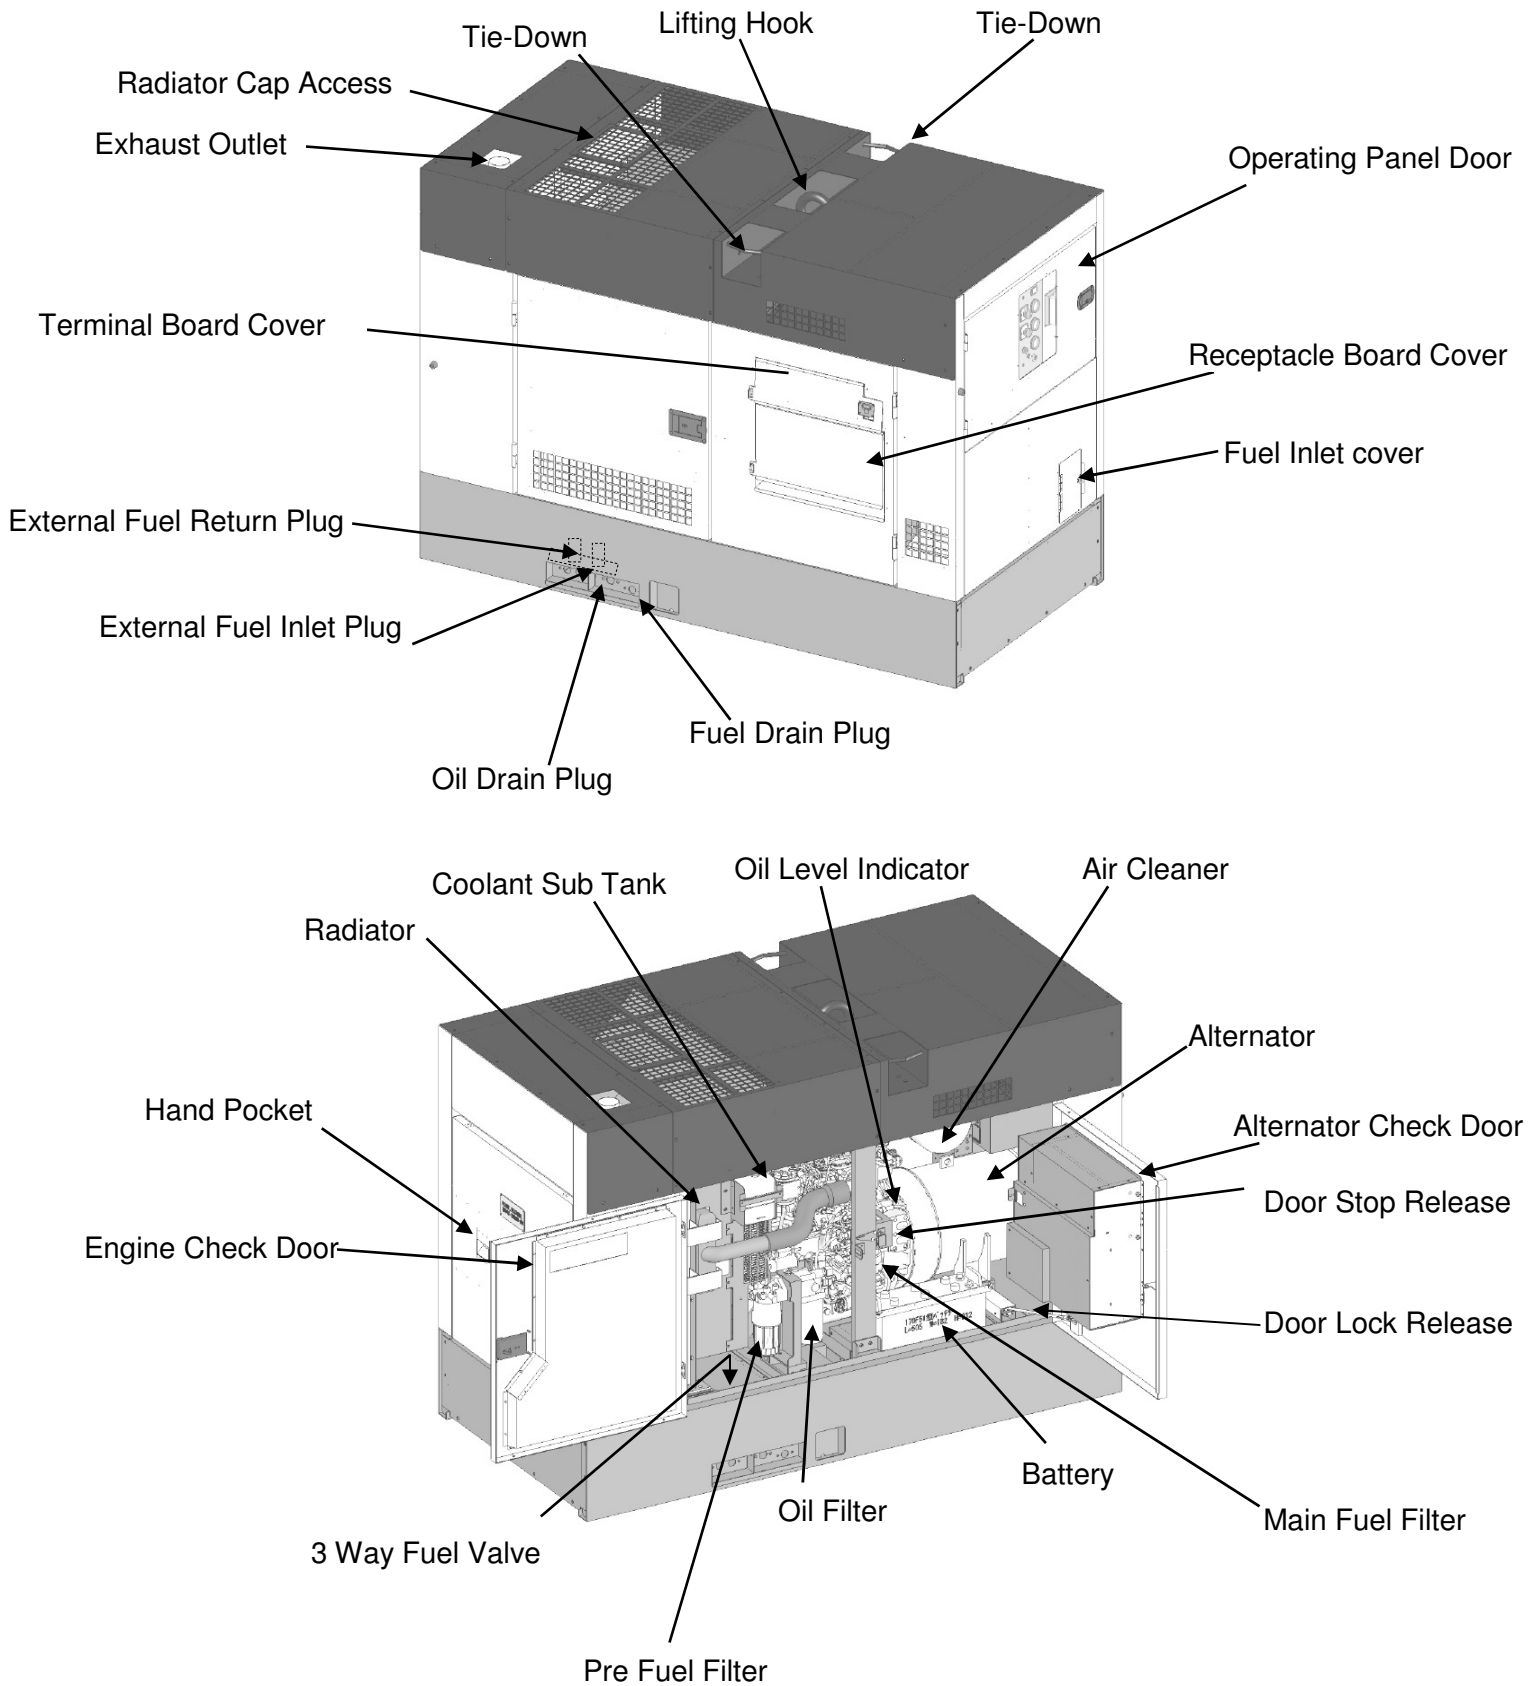 Tie-Down
Lifting Hook
Tie-Down
Radiator Cap Access
Exhaust Outlet
Operating Panel Door
Terminal Board Cover
Receptacle Board Cover
Fuel Inlet cover
External Fuel Return Plug
External Fuel Inlet Plug
Fuel Drain Plug
Oil Drain Plug
Oil Level Indicator
Air Cleaner
Coolant Sub Tank
Radiator
Alternator
Hand Pocket
Alternator Check Door
Door Stop Release
Engine Check Door
Door Lock Release
Battery
Oil Filter
Main Fuel Filter
3 Way Fuel Valve
Pre Fuel Filter